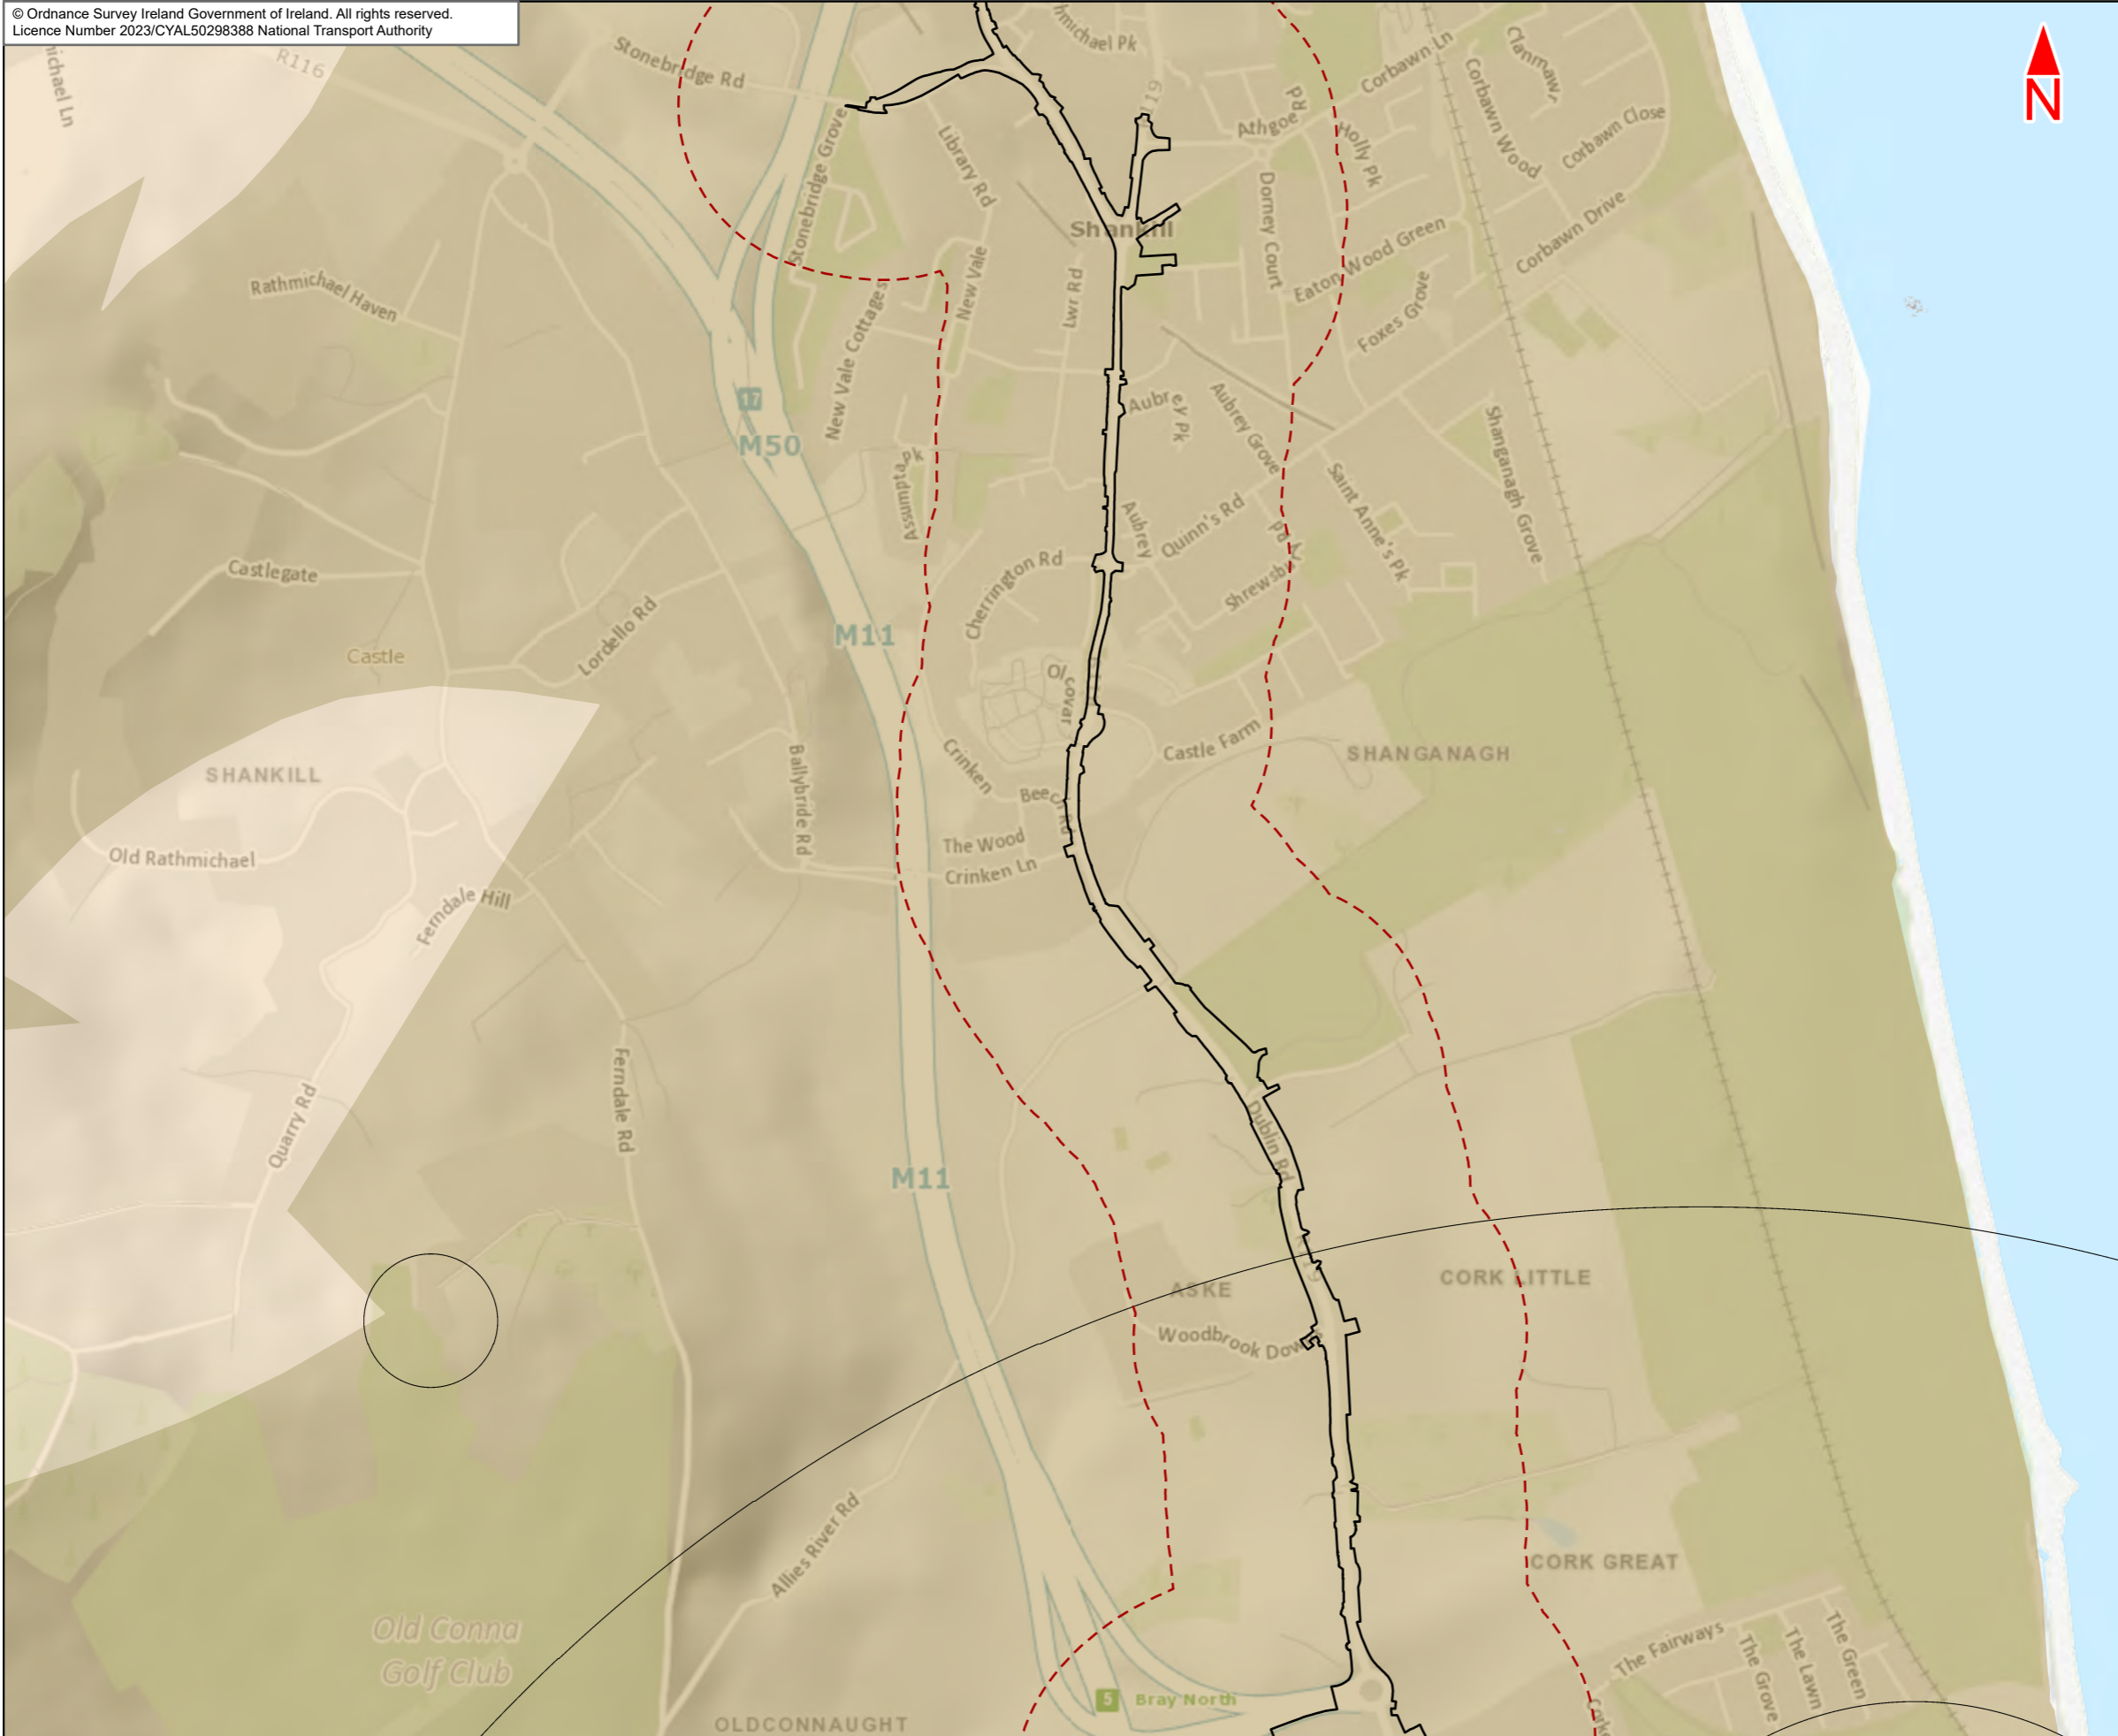 © Ordnance Survey Ireland Government of Ireland. All rights reserved.
Licence Number 2023/CYAL50298388 National Transport Authority
N
R116
Stonebridge Rd
Stonebridge Grove
Library Rd
Athgoe Rd
Corbawn Ln
Corbawn Wood
Corbawn Close
Corbawn Drive
Holly Pk
Dorney Court
Shankill
Eaton Wood Green
Foxes Grove
Rathmichael Haven
New Vale Cottages
New Vale
Lwr Rd
17
M50
Aubrey Pk
Aubrey Grove
Assumpta Pk
Aubrey
Quinn's Rd
Saint Anne's Pk
Shanganagh Grove
Castlegate
Cherrington Rd
Lordello Rd
M11
Castle
Castle Farm
SHANGANAGH
SHANKILL
Ballybride Rd
Crinken
Beech Rd
The Wood
Crinken Ln
Old Rathmichael
Ferndale Hill
Ferndale Rd
Quarry Rd
Dublin Rd
M11
R119
ASKE
CORK LITTLE
Allies River Rd
CORK GREAT
Old Conna
Golf Club
5
Bray North
OLDCONNAUGHT
The Fairways
The Grove
The Lawn
The Green